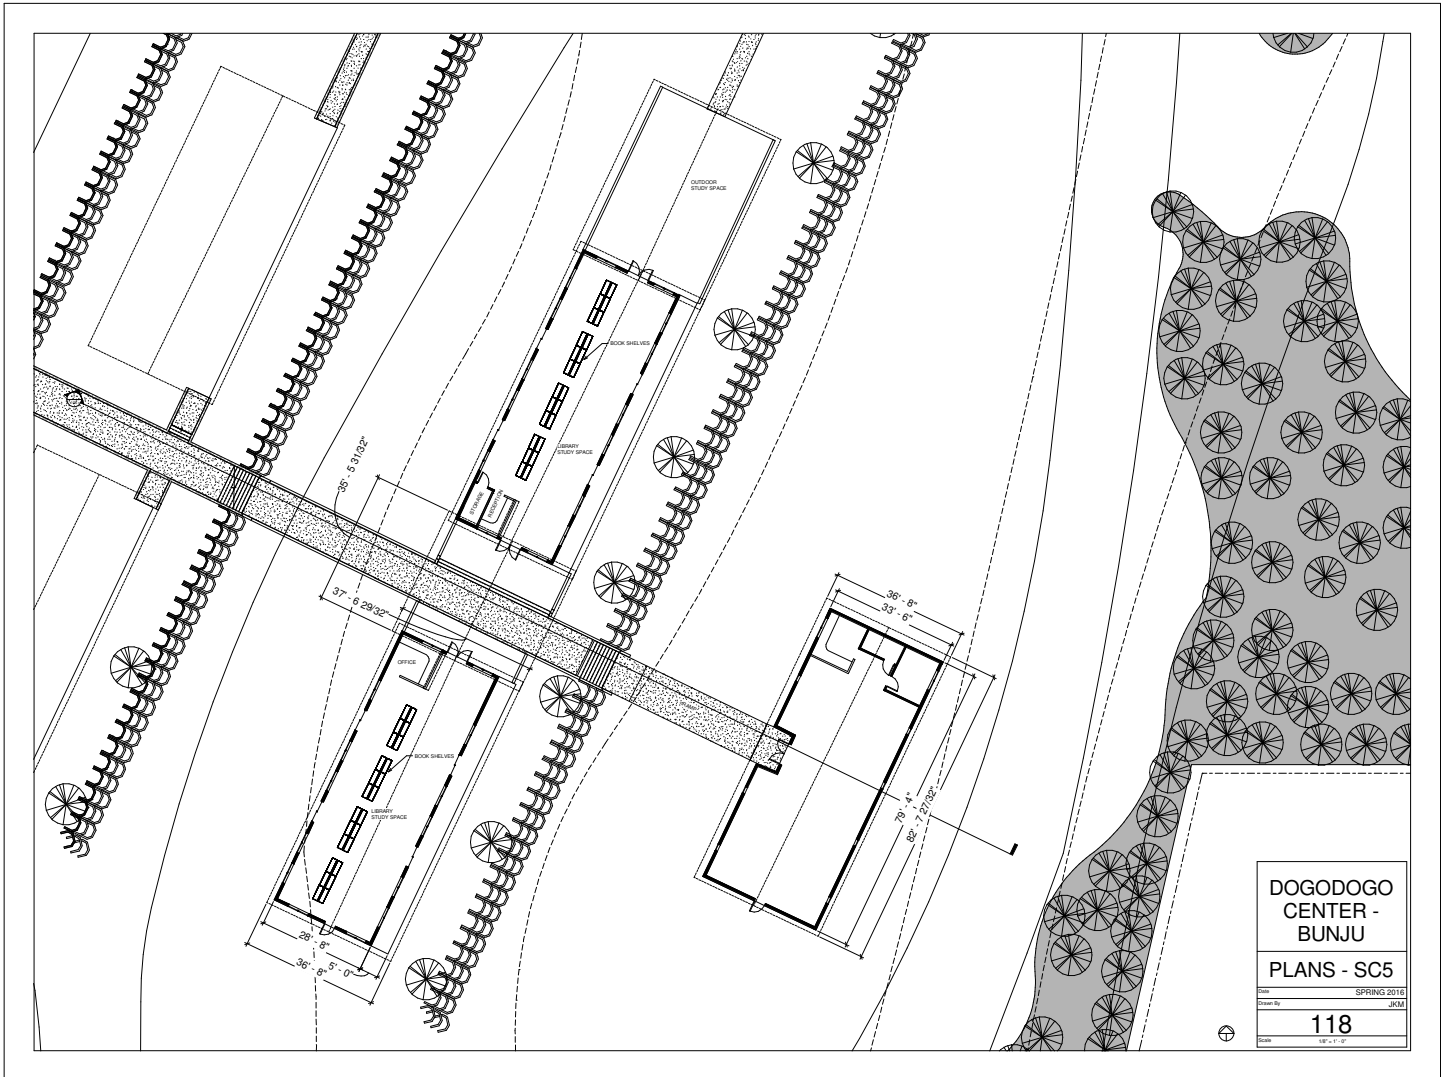 OUTDOOR
STUDY SPACE
BOOK SHELVES
LIBRARY
STUDY SPACE
STORAGE
RECEPTION
35' - 5 31/32"
37' - 6 29/32"
OFFICE
BOOK SHELVES
LIBRARY
STUDY SPACE
28' - 8"
5' - 0"
36' - 8"
36' - 8"
33' - 6"
79' - 4"
82' - 7 27/32"
DOGODOGO
CENTER -
BUNJU
PLANS - SC5
Date SPRING 2016
Drawn By JKM
118
Scale 1/8" = 1' - 0"